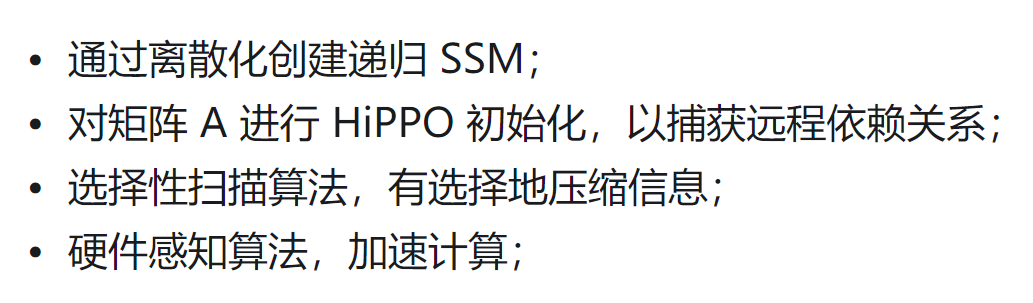 • 通过离散化创建递归 SSM；
• 对矩阵 A 进行 HiPPO 初始化，以捕获远程依赖关系；
• 选择性扫描算法，有选择地压缩信息；
• 硬件感知算法，加速计算；